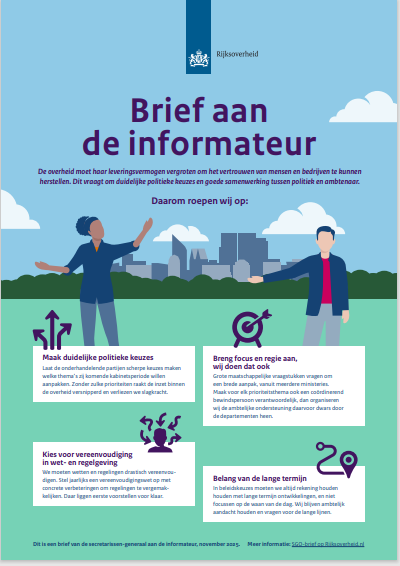 Rijksoverheid
Brief aan
de informateur
De overheid moet haar leveringsvermogen vergroten om het vertrouwen van mensen en bedrijven te kunnen
herstellen. Dit vraagt om duidelijke politieke keuzes en goede samenwerking tussen politiek en ambtenaar.
Daarom roepen wij op:
Maak duidelijke politieke keuzes
Laat de onderhandelende partijen scherpe keuzes maken
welke thema's zij komende kabinetsperiode willen
aanpakken. Zonder zulke prioriteiten raakt de inzet binnen
de overheid versnipperd en verliezen we slagkracht.
Breng focus en regie aan,
wij doen dat ook
Grote maatschappelijke vraagstukken vragen om
een brede aanpak, vanuit meerdere ministeries.
Maak voor elk prioriteitsthema ook een coördinerend
bewindspersoon verantwoordelijk, dan organiseren
wij de ambtelijke ondersteuning daarvoor dwars door
de departementen heen.
Kies voor vereenvoudiging
in wet- en regelgeving
We moeten wetten en regelingen drastisch vereenvou-
digen. Stel jaarlijks een vereenvoudigingswet op met
concrete verbeteringen om regelingen te vergemak-
kelijken. Daar liggen eerste voorstellen voor klaar.
Belang van de lange termijn
In beleidskeuzes moeten we altijd rekening houden
houden met lange termijn ontwikkelingen, en niet
focussen op de waan van de dag. Wij blijven ambtelijk
aandacht houden en vragen voor de lange lijnen.
Dit is een brief van de secretarissen-generaal aan de informateur, november 2025. Meer informatie: SGO-brief op Rijksoverheid.nl